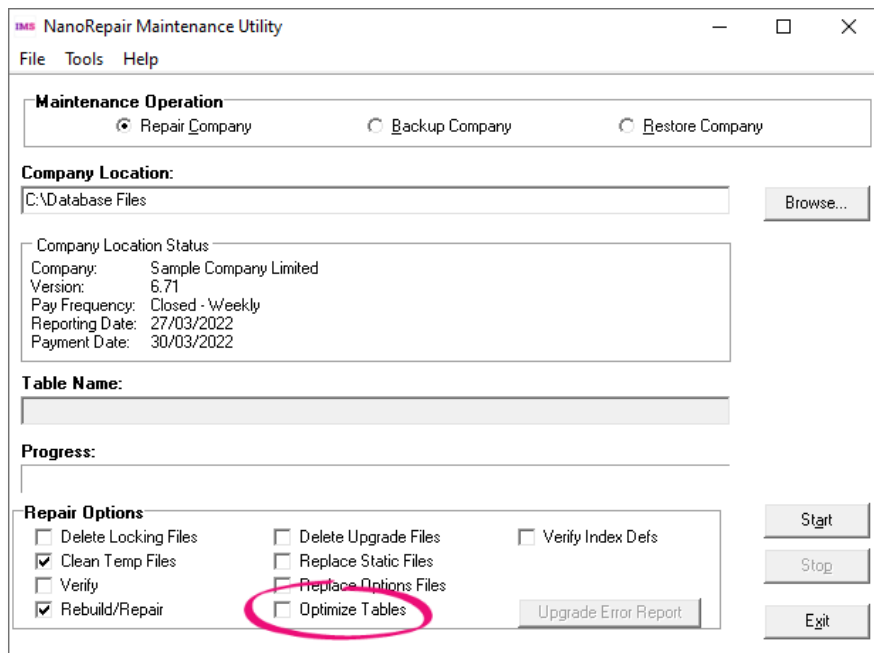 IMS NanoRepair Maintenance Utility
File Tools Help
Maintenance Operation
Repair Company Backup Company Restore Company
Company Location:
C:\Database Files Browse...
Company Location Status
Company: Sample Company Limited
Version: 6.71
Pay Frequency: Closed - Weekly
Reporting Date: 27/03/2022
Payment Date: 30/03/2022
Table Name:
Progress:
Repair Options
Delete Locking Files Delete Upgrade Files Verify Index Defs Start
Clean Temp Files Replace Static Files
Verify Replace Options Files Stop
Rebuild/Repair Optimize Tables Upgrade Error Report Exit